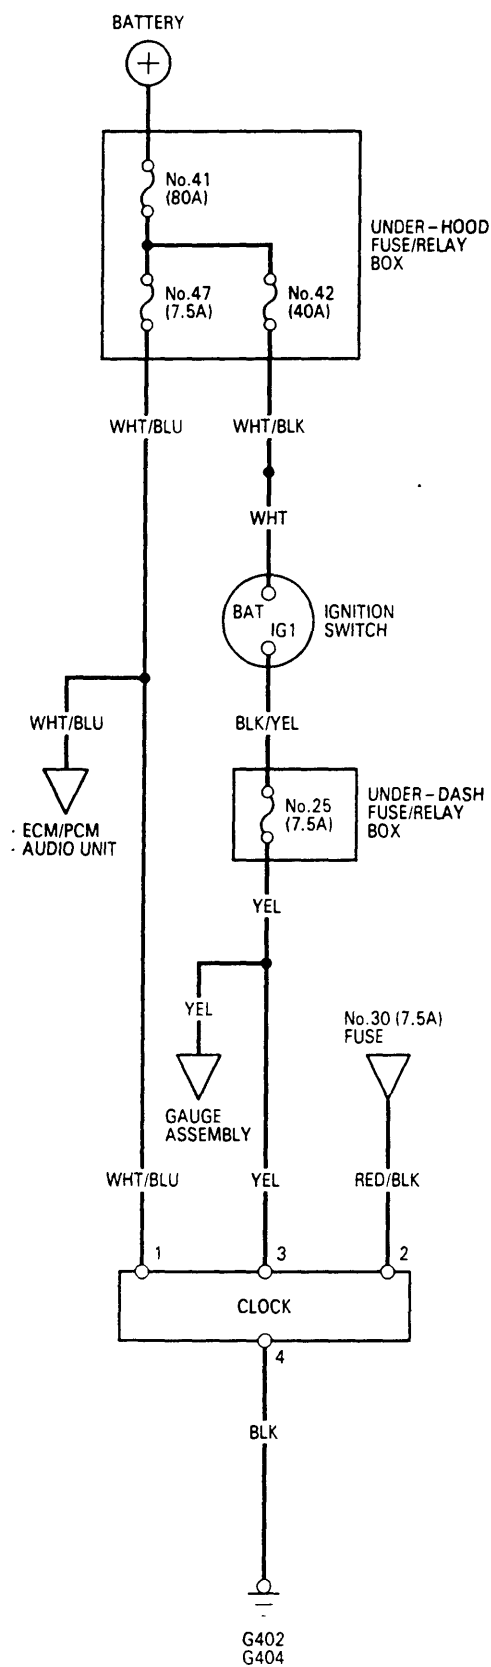 BATTERY
No.41
(80A)
UNDER-HOOD
FUSE/RELAY
BOX
No.47
(7.5A)
No.42
(40A)
WHT/BLU
WHT/BLK
WHT
BAT
IG1
IGNITION
SWITCH
WHT/BLU
BLK/YEL
· ECM/PCM
· AUDIO UNIT
No.25
(7.5A)
UNDER-DASH
FUSE/RELAY
BOX
YEL
YEL
No.30 (7.5A)
FUSE
GAUGE
ASSEMBLY
WHT/BLU
YEL
RED/BLK
1
3
2
CLOCK
4
BLK
G402
G404